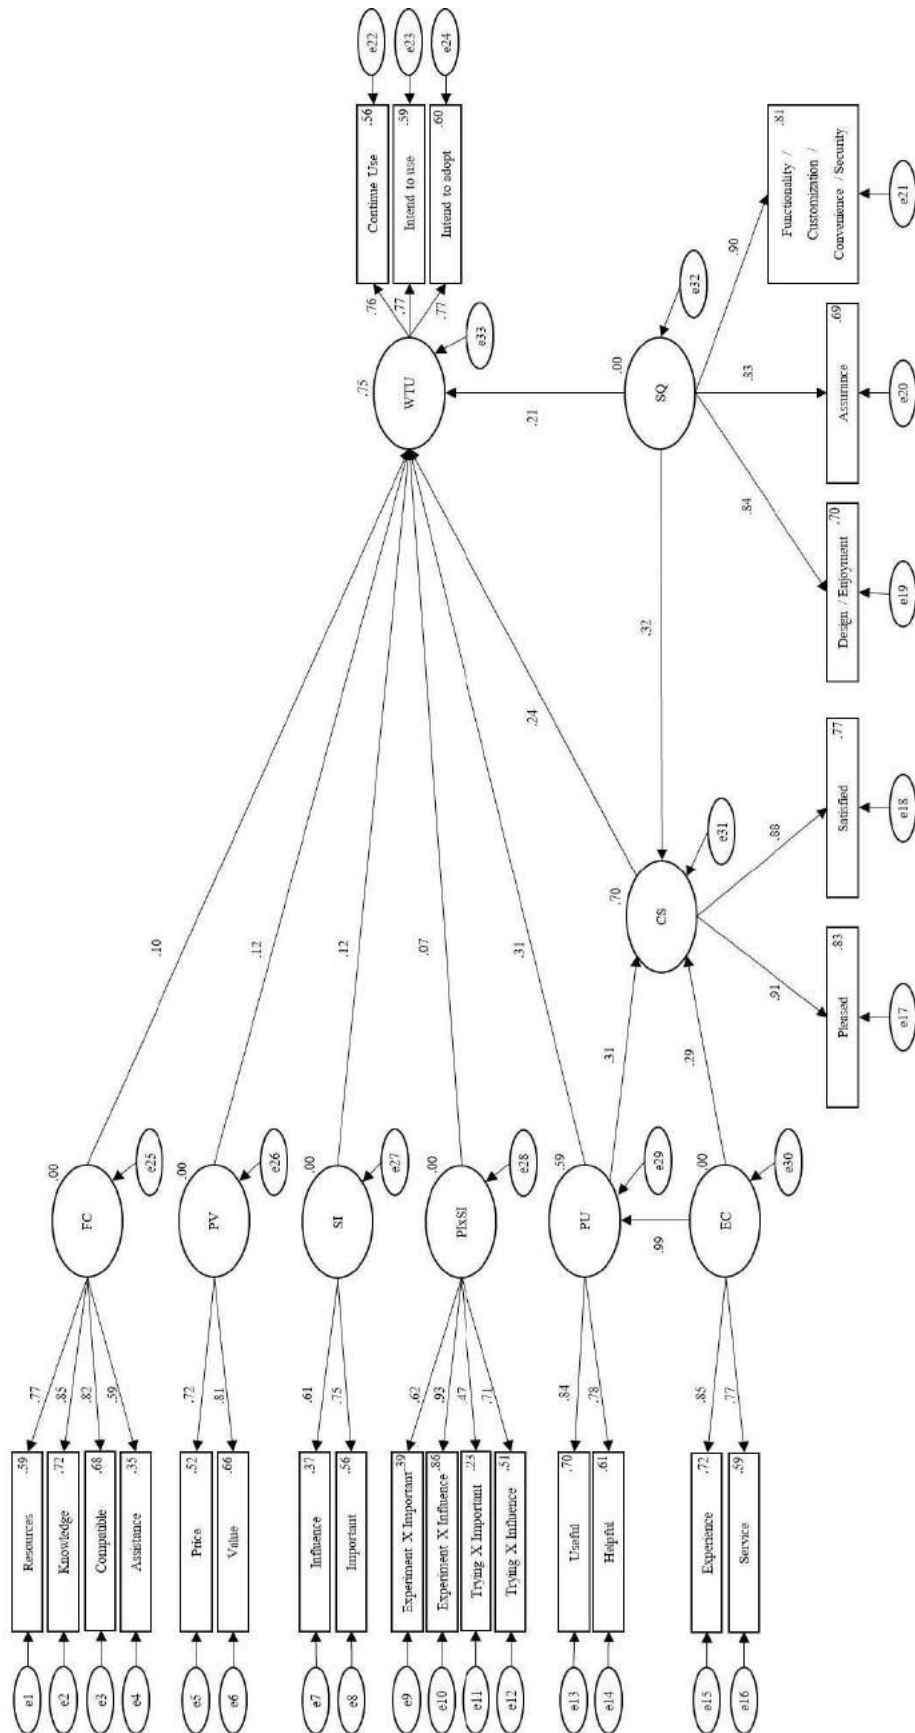 e1
Resources
.59
e2
Knowledge
.72
e3
Compatible
.68
e4
Assistance
.35
.77
.85
.82
.59
FC
.00
e25
e5
Price
.52
e6
Value
.66
.72
.81
PV
.00
e26
e7
Influence
.37
e8
Important
.56
.61
.75
SI
.00
e27
e9
Experiment X Important
.39
e10
Experiment X Influence
.86
e11
Trying X Important
.23
e12
Trying X Influence
.51
.62
.93
.47
.71
PIxSI
.00
e28
e13
Useful
.70
e14
Helpful
.61
.84
.78
PU
.59
e29
e15
Experience
.72
e16
Service
.59
.85
.77
EC
.00
e30
.99
.10
.12
.12
.07
.31
.24
.21
.31
.29
.32
CS
.70
e31
.91
.88
Pleased
.83
e17
Satisfied
.77
e18
SQ
.00
e32
.84
.83
.90
Design / Enjoyment
.70
e19
Assurance
.69
e20
Functionality /
Customization /
Convenience / Security
.81
e21
WTU
.75
e33
.76
.77
.77
Continue Use
.56
e22
Intend to use
.59
e23
Intend to adopt
.60
e24